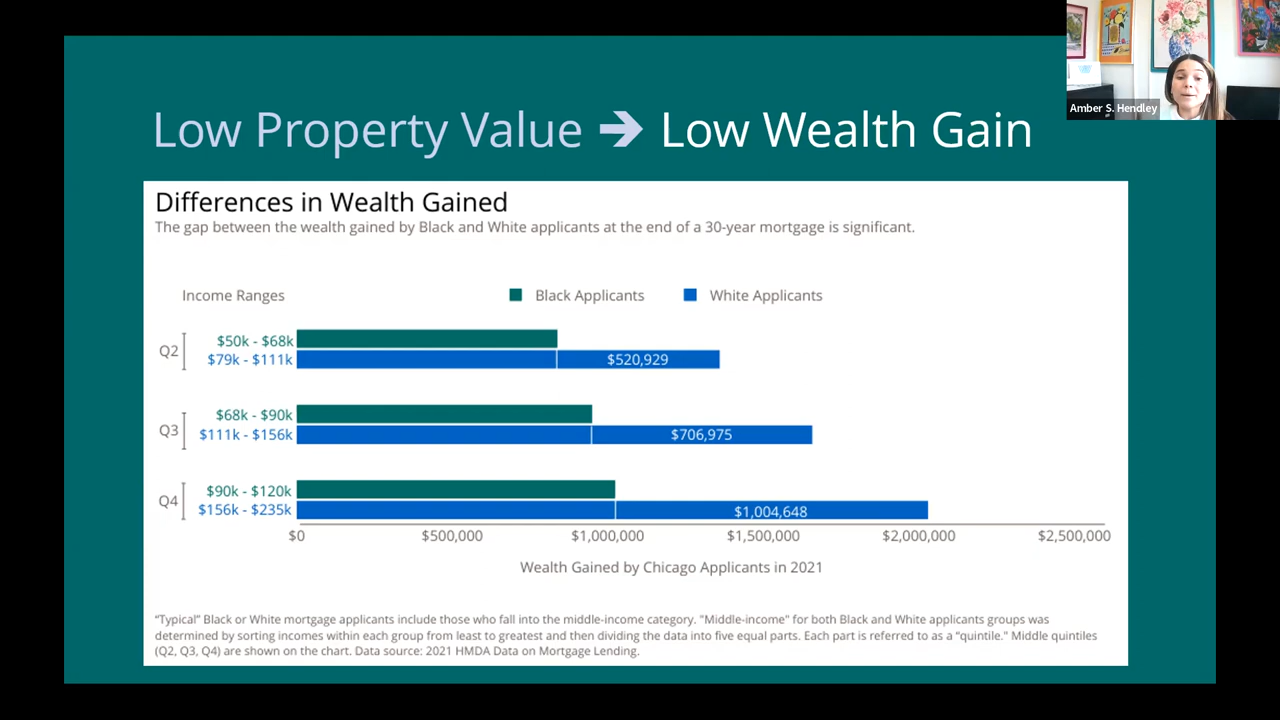 Amber S. Hendley
Low Property Value ➔ Low Wealth Gain
Differences in Wealth Gained
The gap between the wealth gained by Black and White applicants at the end of a 30-year mortgage is significant.
Income Ranges
Black Applicants
White Applicants
Q2
$50k - $68k
$79k - $111k
$520,929
Q3
$68k - $90k
$111k - $156k
$706,975
Q4
$90k - $120k
$156k - $235k
$1,004,648
$0 $500,000 $1,000,000 $1,500,000 $2,000,000 $2,500,000
Wealth Gained by Chicago Applicants in 2021
“Typical” Black or White mortgage applicants include those who fall into the middle-income category. "Middle-income" for both Black and White applicants groups was
determined by sorting incomes within each group from least to greatest and then dividing the data into five equal parts. Each part is referred to as a “quintile.” Middle quintiles
(Q2, Q3, Q4) are shown on the chart. Data source: 2021 HMDA Data on Mortgage Lending.